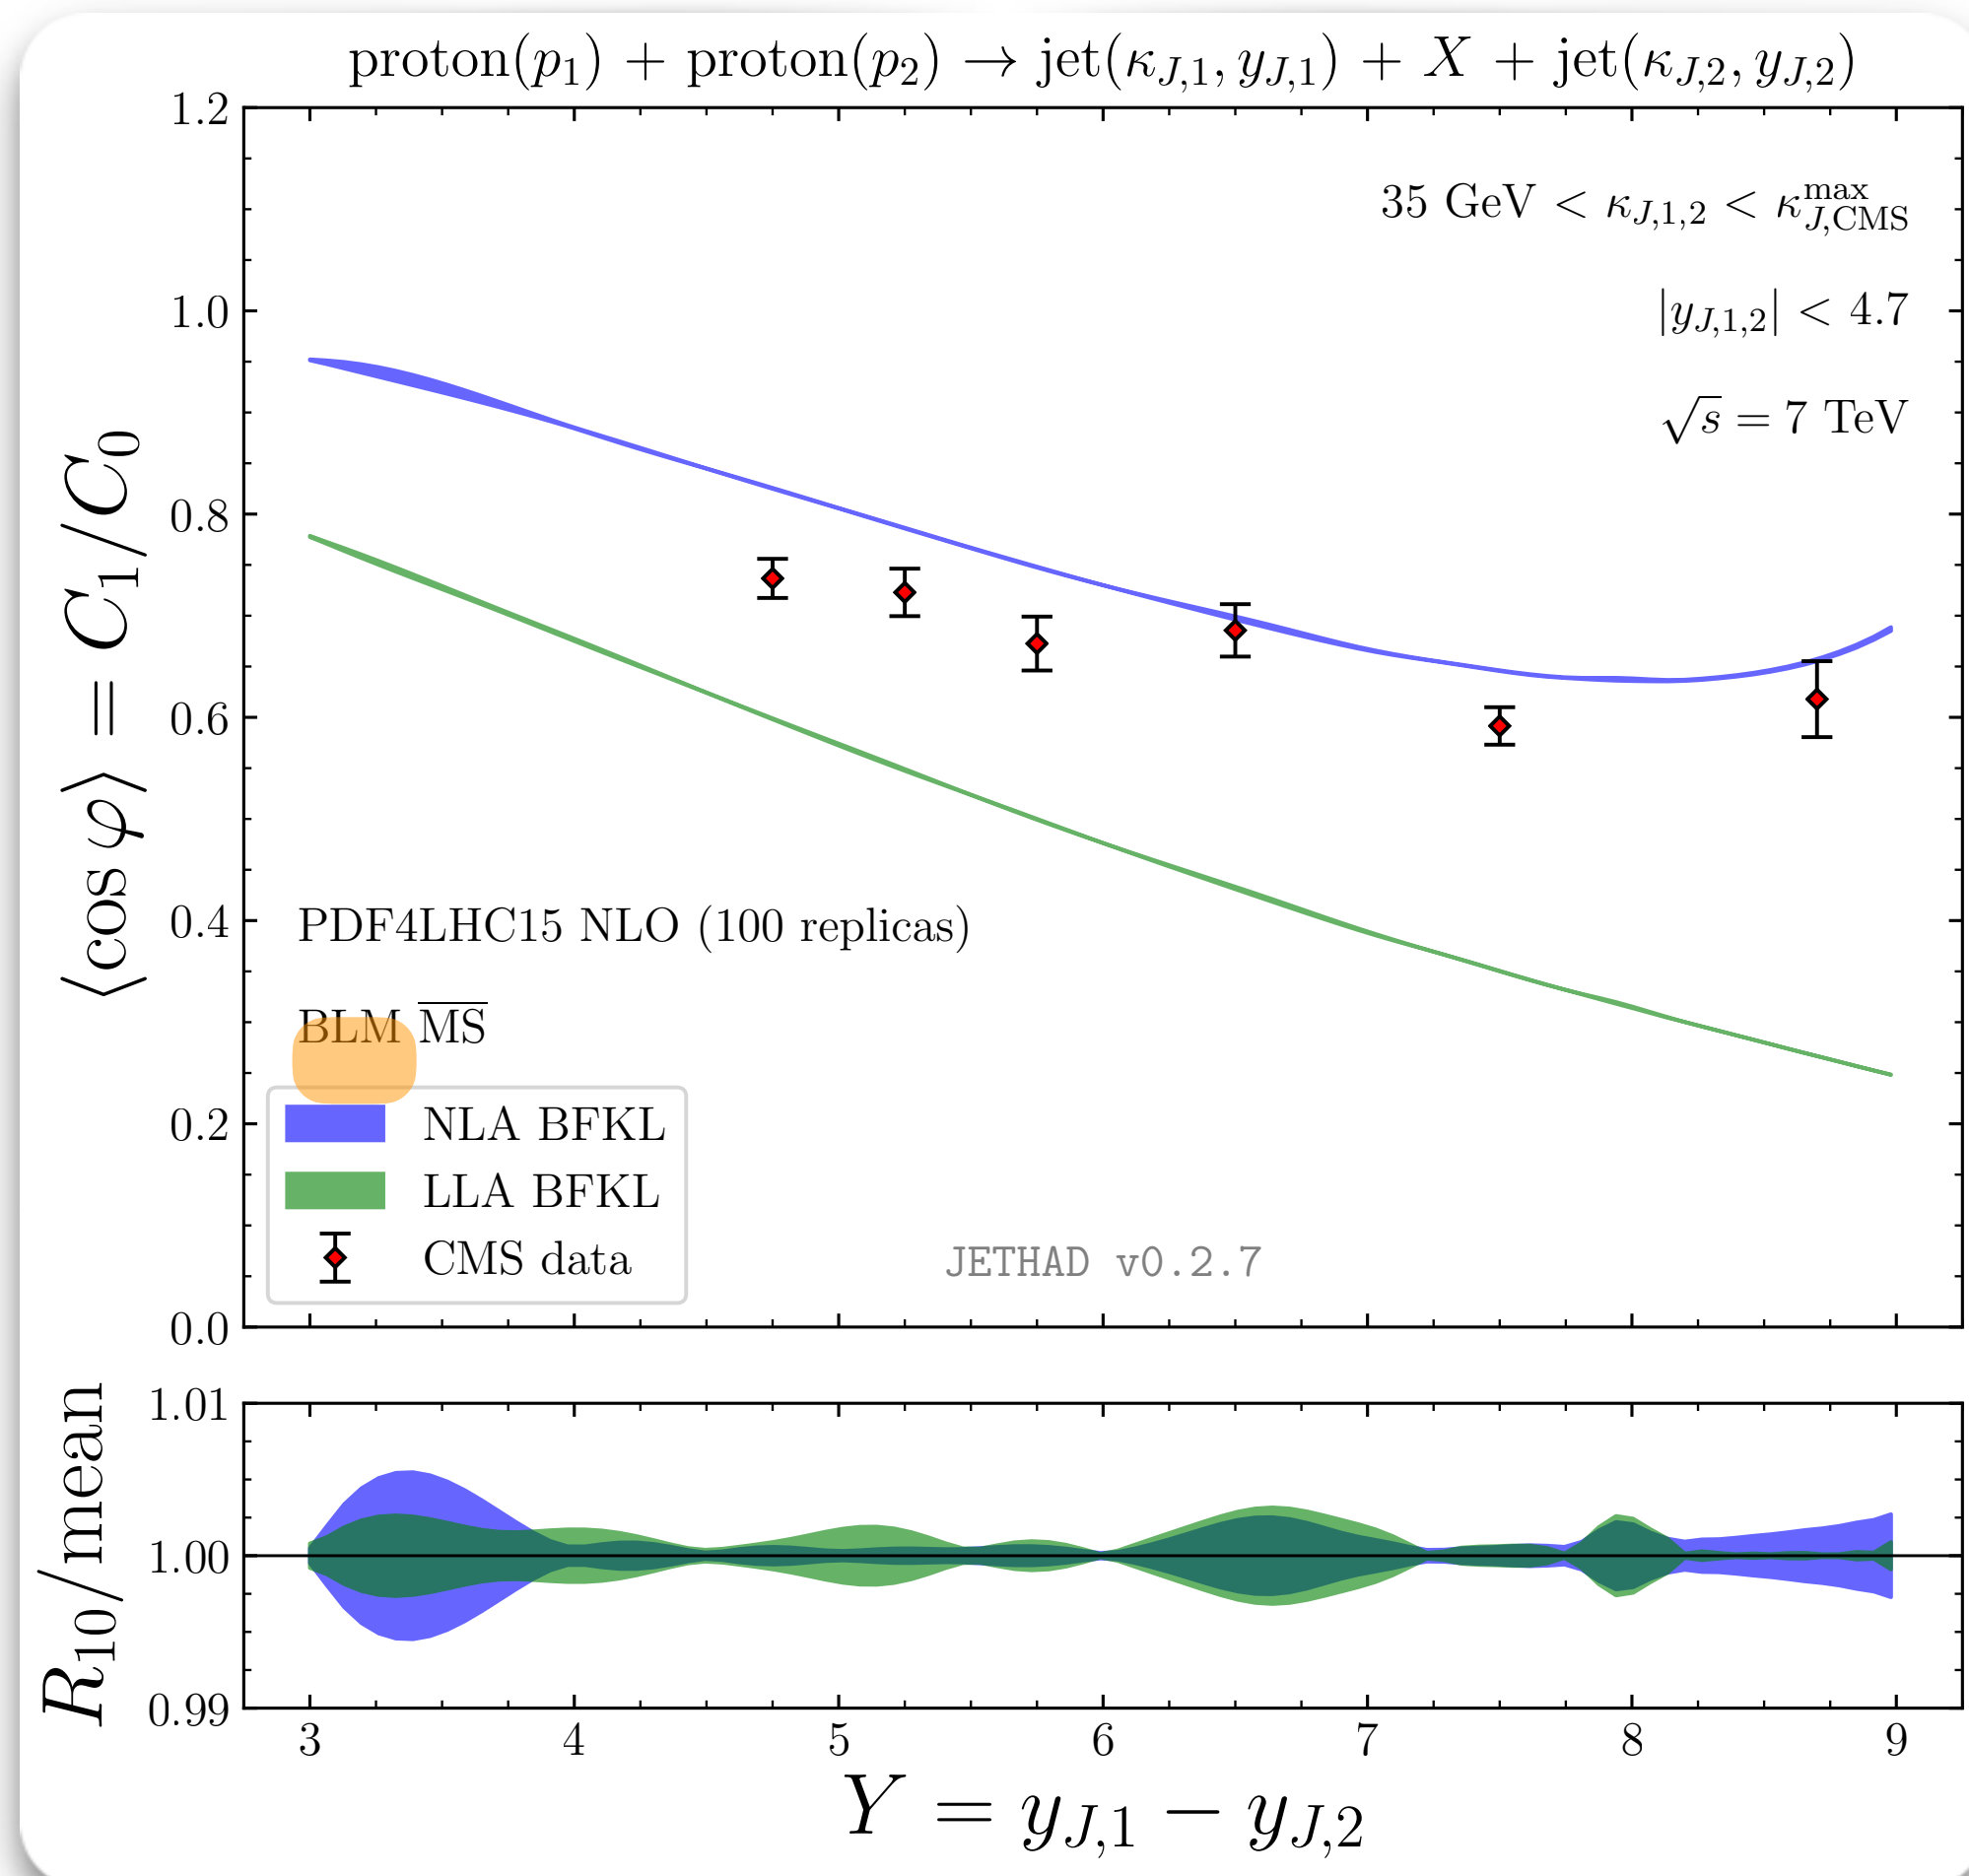 proton(p₁) + proton(p₂) → jet(κ_{J,1}, y_{J,1}) + X + jet(κ_{J,2}, y_{J,2})
1.2
35 GeV < κ_{J,1,2} < κ_{J,CMS}^{max}
|y_{J,1,2}| < 4.7
√s = 7 TeV
1.0
0.8
0.6
0.4
0.2
0.0
⟨cos φ⟩ = C₁/C₀
PDF4LHC15 NLO (100 replicas)
BLM M̅S̅
NLA BFKL
LLA BFKL
CMS data
JETHAD v0.2.7
R₁₀/mean
1.01
1.00
0.99
3 4 5 6 7 8 9
Y = y_{J,1} − y_{J,2}